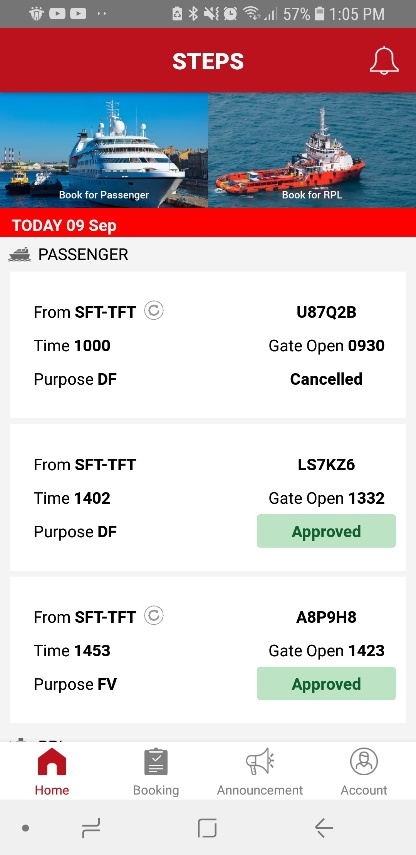 57% 1:05 PM
STEPS
Book for Passenger
Book for RPL
TODAY 09 Sep
PASSENGER
From SFT-TFT U87Q2B
Time 1000 Gate Open 0930
Purpose DF Cancelled
From SFT-TFT LS7KZ6
Time 1402 Gate Open 1332
Purpose DF Approved
From SFT-TFT A8P9H8
Time 1453 Gate Open 1423
Purpose FV Approved
Home Booking Announcement Account